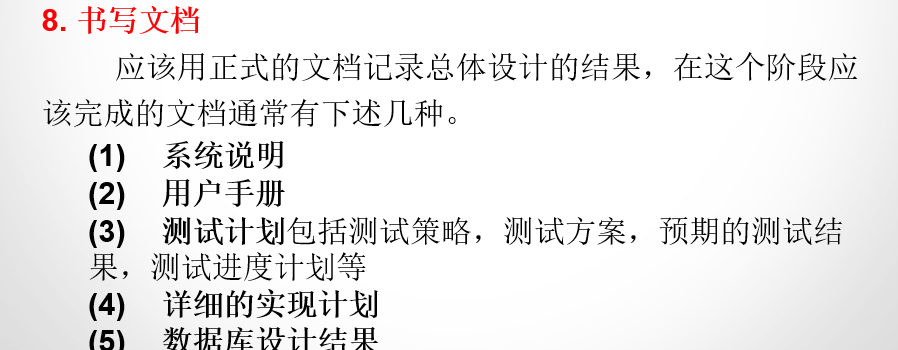 8. 书写文档
应该用正式的文档记录总体设计的结果，在这个阶段应
该完成的文档通常有下述几种。
(1) 系统说明
(2) 用户手册
(3) 测试计划包括测试策略，测试方案，预期的测试结
果，测试进度计划等
(4) 详细的实现计划
(5) 数据库设计结果